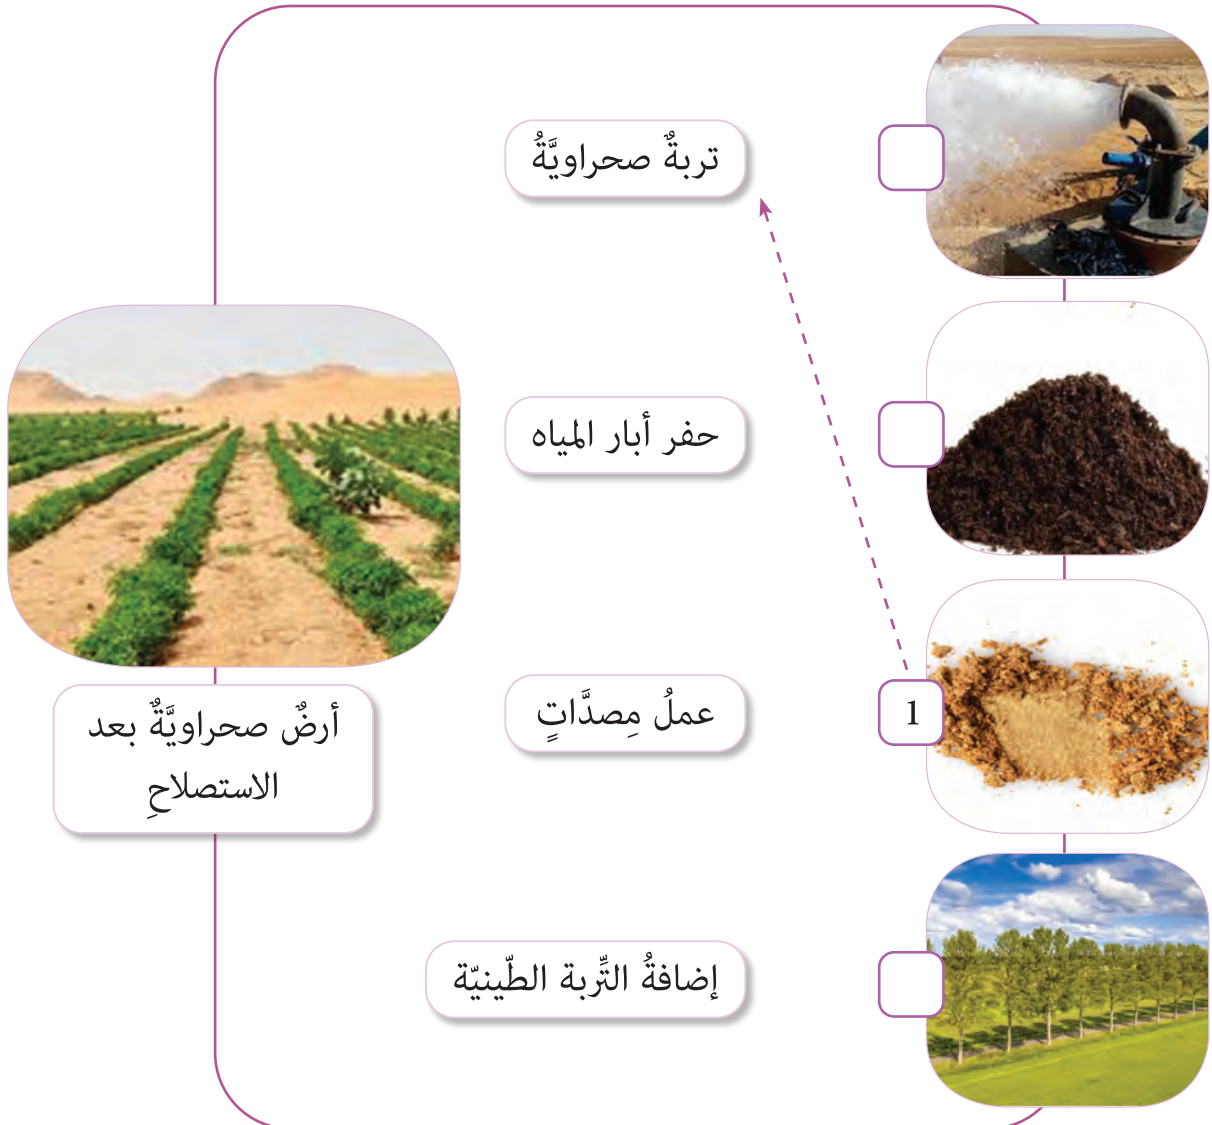 تربةٌ صحراويَّةُ
حفر أبار المياه
1
عملُ مِصدَّاتٍ
أرضٌ صحراويَّةٌ بعد
الاستصلاحِ
إضافةُ التِّربة الطّينيّة